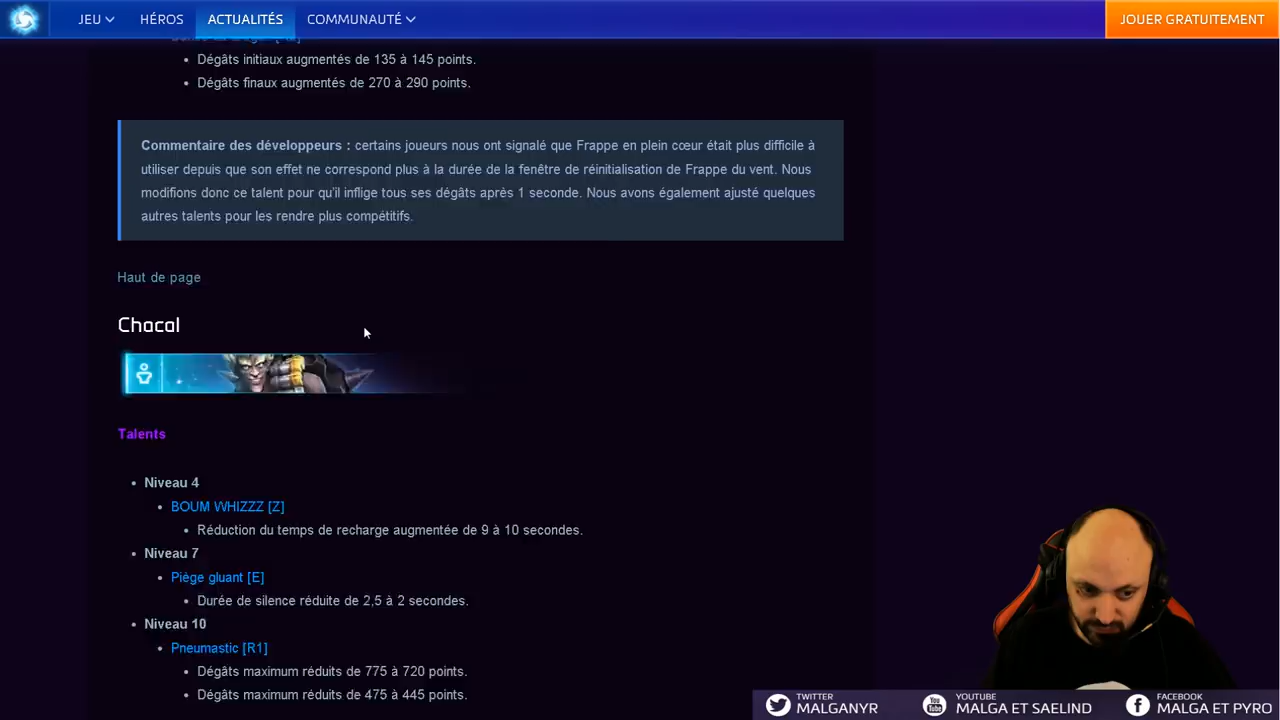 JEU
HÉROS
ACTUALITÉS
COMMUNAUTÉ
JOUER GRATUITEMENT
Dégâts initiaux augmentés de 135 à 145 points.
Dégâts finaux augmentés de 270 à 290 points.
Commentaire des développeurs : certains joueurs nous ont signalé que Frappe en plein cœur était plus difficile à
utiliser depuis que son effet ne correspond plus à la durée de la fenêtre de réinitialisation de Frappe du vent. Nous
modifions donc ce talent pour qu'il inflige tous ses dégâts après 1 seconde. Nous avons également ajusté quelques
autres talents pour les rendre plus compétitifs.
Haut de page
Chacal
Talents
Niveau 4
BOUM WHIZZZ [Z]
Réduction du temps de recharge augmentée de 9 à 10 secondes.
Niveau 7
Piège gluant [E]
Durée de silence réduite de 2,5 à 2 secondes.
Niveau 10
Pneumastic [R1]
Dégâts maximum réduits de 775 à 720 points.
Dégâts maximum réduits de 475 à 445 points.
TWITTER
MALGANYR
YOUTUBE
MALGA ET SAELIND
FACEBOOK
MALGA ET PYRO